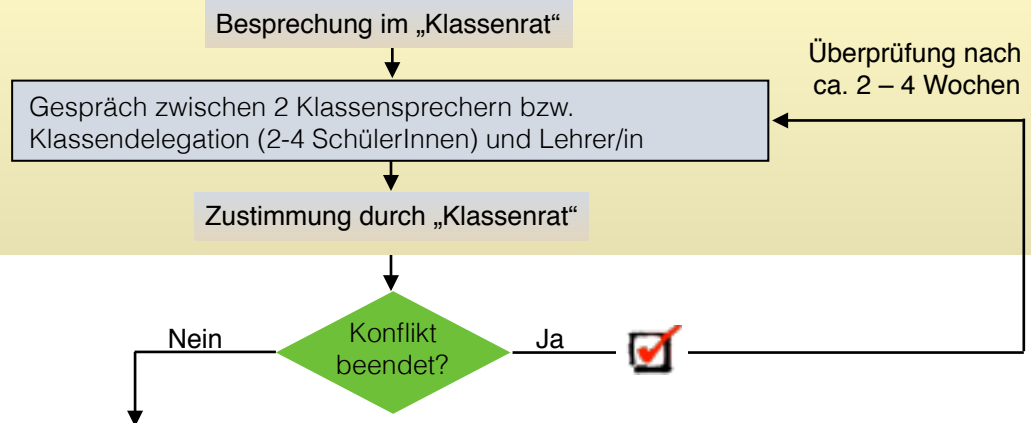 Besprechung im „Klassenrat“
Überprüfung nach
ca. 2 – 4 Wochen
Gespräch zwischen 2 Klassensprechern bzw.
Klassendelegation (2-4 SchülerInnen) und Lehrer/in
Zustimmung durch „Klassenrat“
Konflikt
beendet?
Nein
Ja